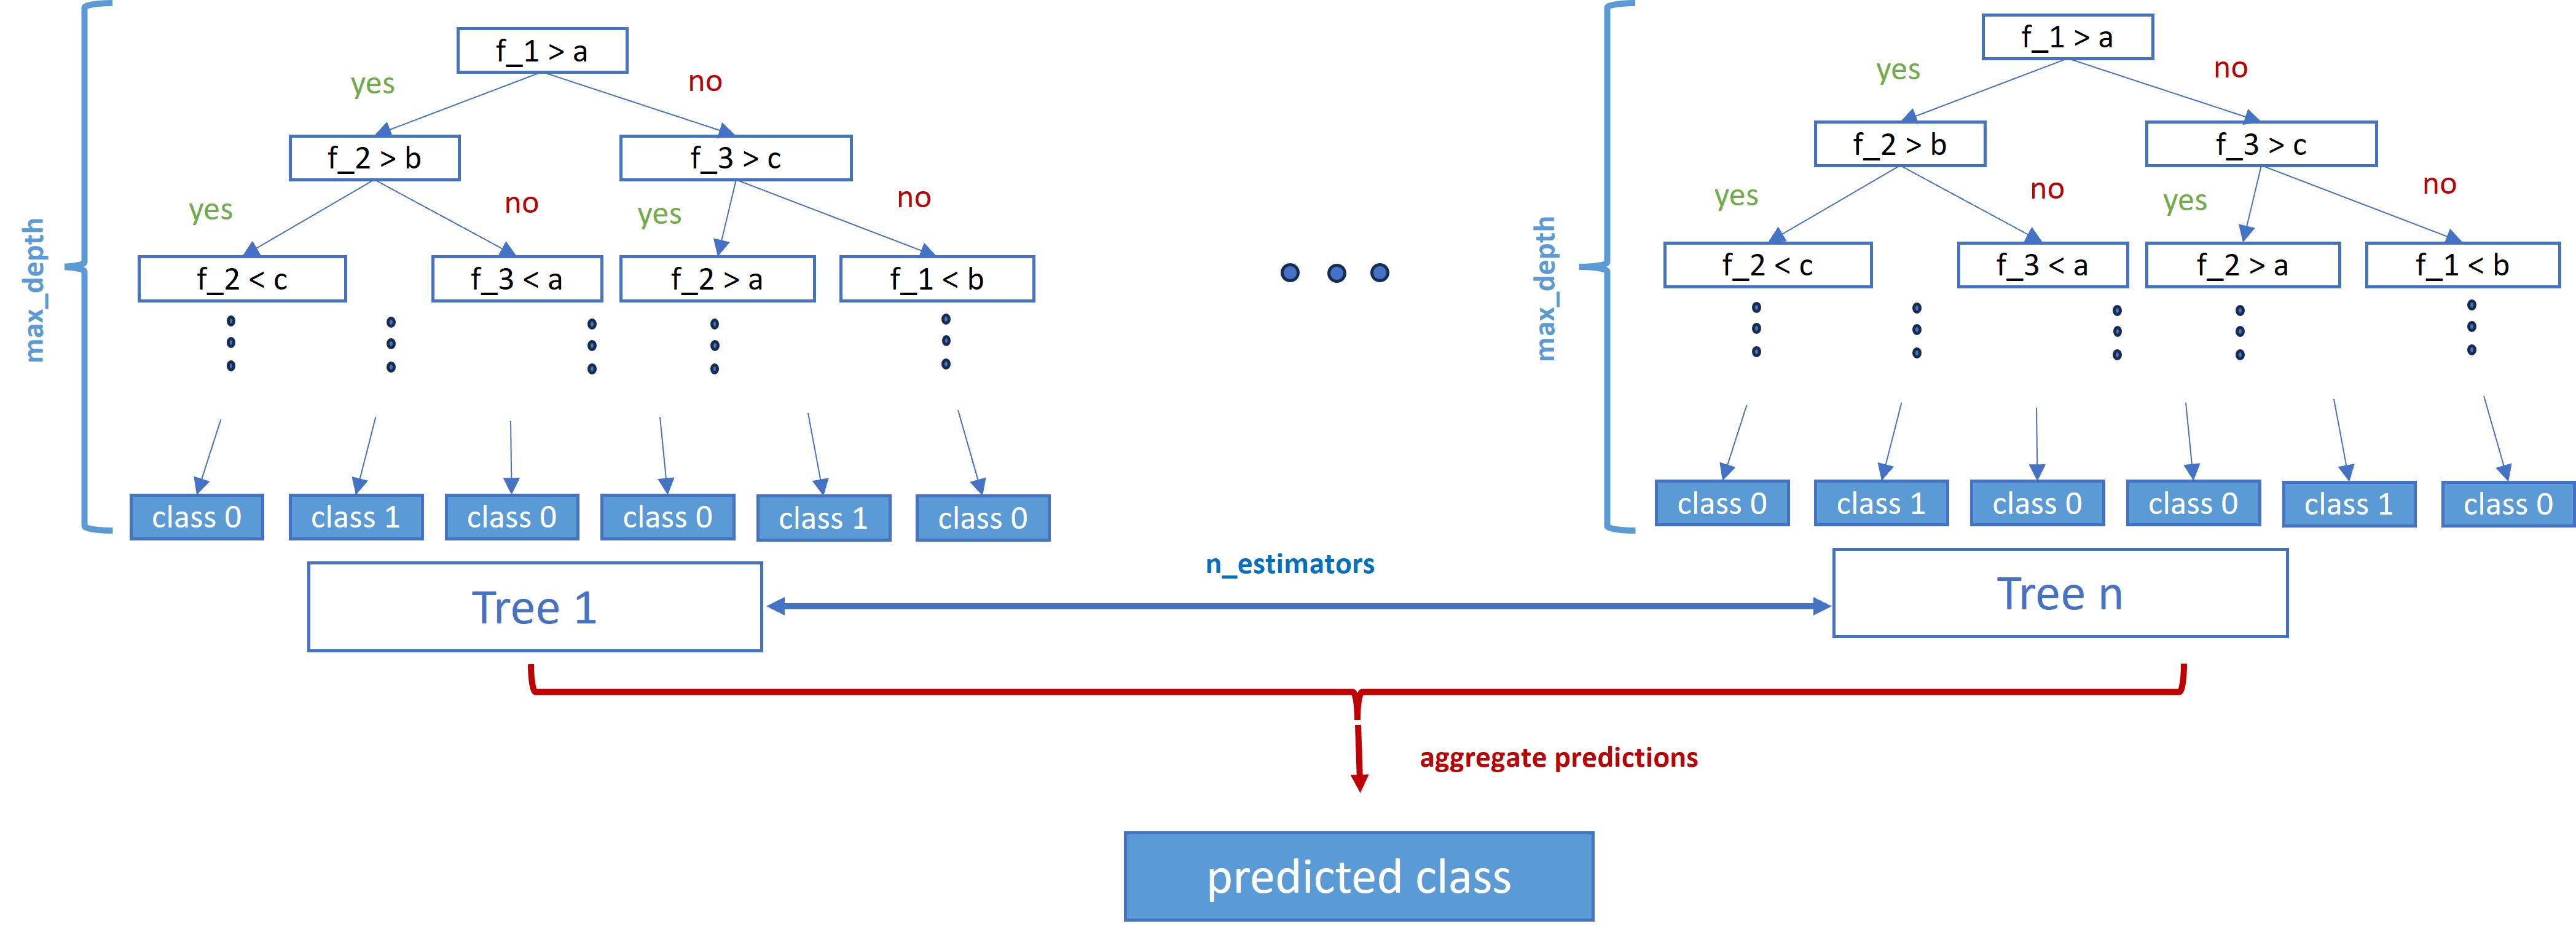 f_1 > a
yes
no
f_2 > b
f_3 > c
yes
no
yes
no
f_2 < c
f_3 < a
f_2 > a
f_1 < b
max_depth
class 0
class 1
class 0
class 0
class 1
class 0
Tree 1
n_estimators
f_1 > a
yes
no
f_2 > b
f_3 > c
yes
no
yes
no
f_2 < c
f_3 < a
f_2 > a
f_1 < b
max_depth
class 0
class 1
class 0
class 0
class 1
class 0
Tree n
aggregate predictions
predicted class